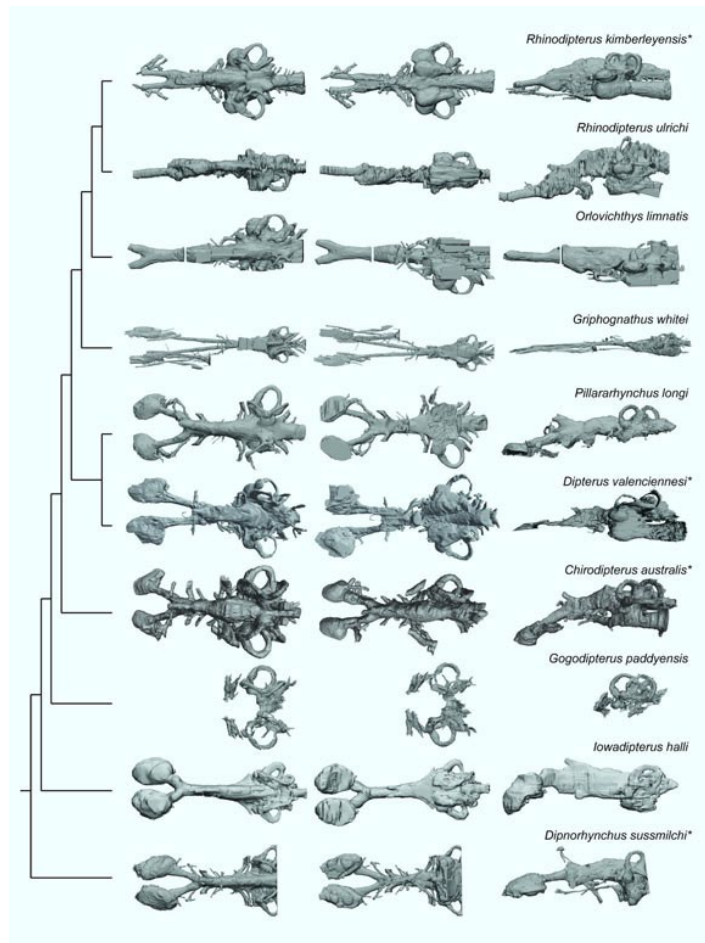 Rhinodipterus kimberleyensis*
Rhinodipterus ulrichi
Orlovichthys limnatis
Griphognathus whitei
Pillararhynchus longi
Dipterus valenciennesi*
Chirodipterus australis*
Gogodipterus paddyensis
Iowadipterus halli
Dipnorhynchus sussmilchi*